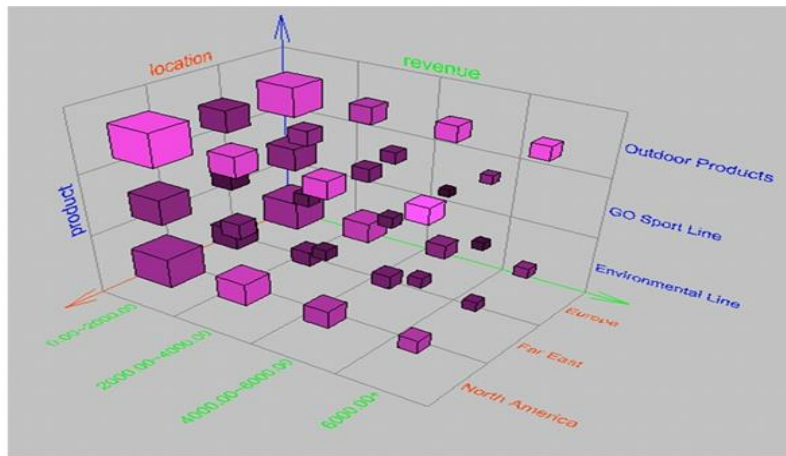 location
revenue
product
Outdoor Products
GO Sport Line
Environmental Line
Europe
Far East
North America
0.00~2000.00
2000.00~4000.00
4000.00~6000.00
6000.00*